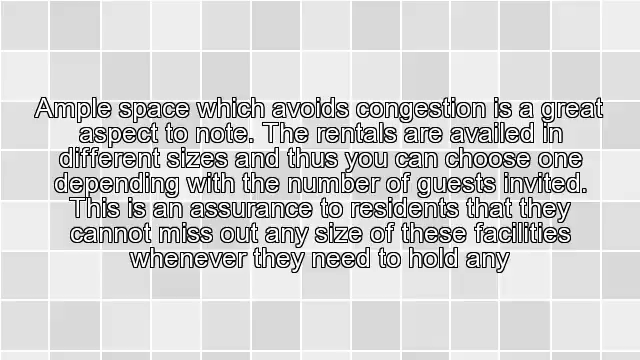 Ample space which avoids congestion is a great
aspect to note. The rentals are availed in
different sizes and thus you can choose one
depending with the number of guests invited.
This is an assurance to residents that they
cannot miss out any size of these facilities
whenever they need to hold any